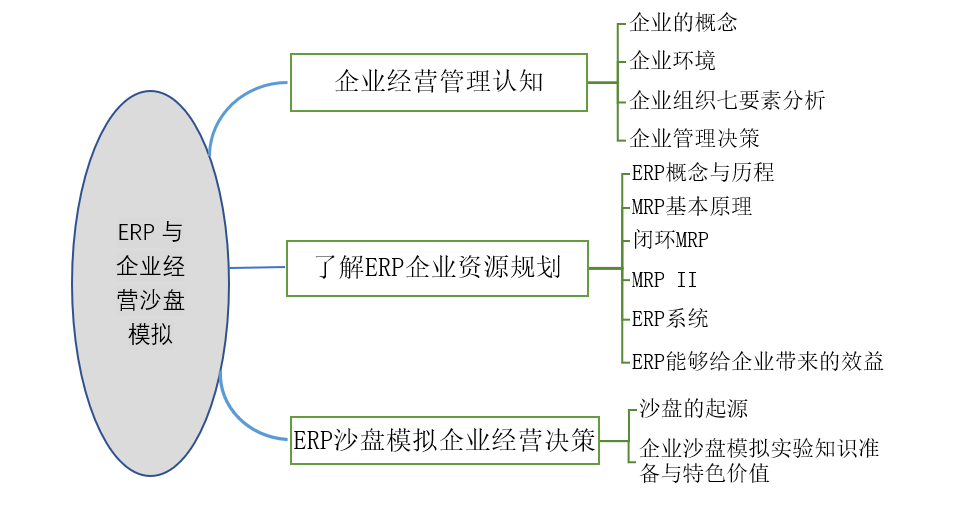 ERP 与
企业经
营沙盘
模拟
企业经营管理认知
企业的概念
企业环境
企业组织七要素分析
企业管理决策
了解ERP企业资源规划
ERP概念与历程
MRP基本原理
闭环MRP
MRP II
ERP系统
ERP能够给企业带来的效益
ERP沙盘模拟企业经营决策
沙盘的起源
企业沙盘模拟实验知识准
备与特色价值